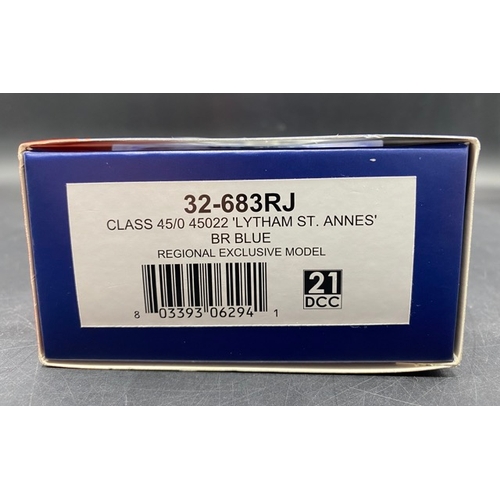 32-683RJ
CLASS 45/0 45022 'LYTHAM ST. ANNES'
BR BLUE
REGIONAL EXCLUSIVE MODEL
21
DCC
8 03393 06294 1